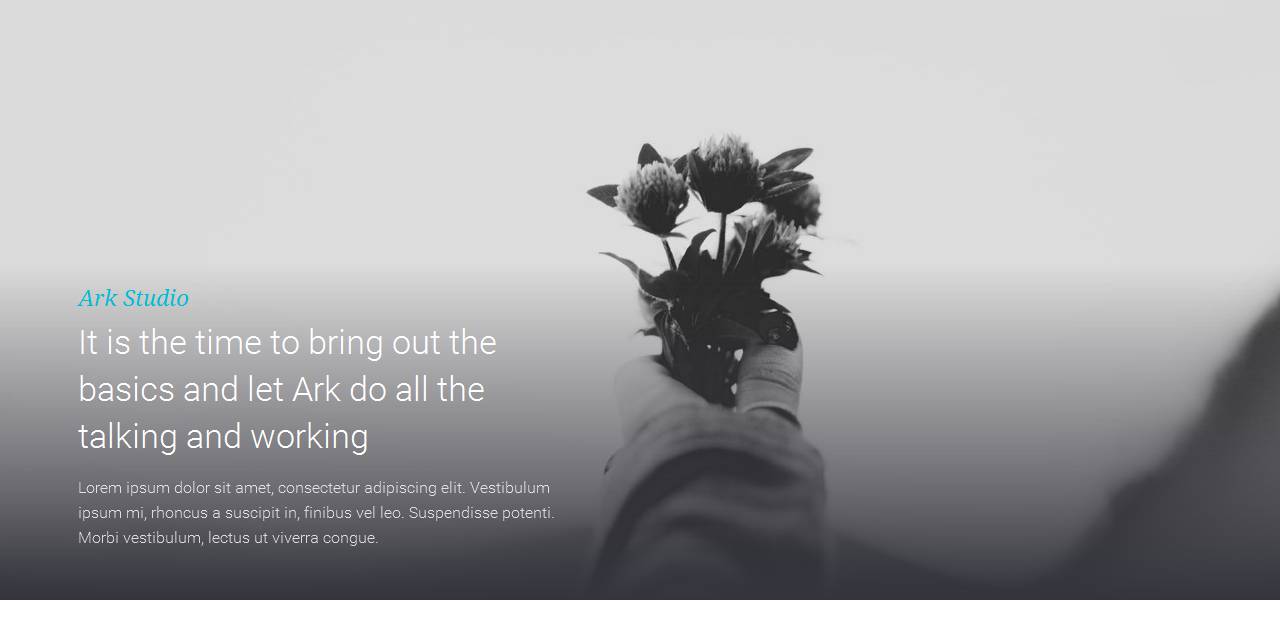 Ark Studio
It is the time to bring out the
basics and let Ark do all the
talking and working
Lorem ipsum dolor sit amet, consectetur adipiscing elit. Vestibulum
ipsum mi, rhoncus a suscipit in, finibus vel leo. Suspendisse potenti.
Morbi vestibulum, lectus ut viverra congue.